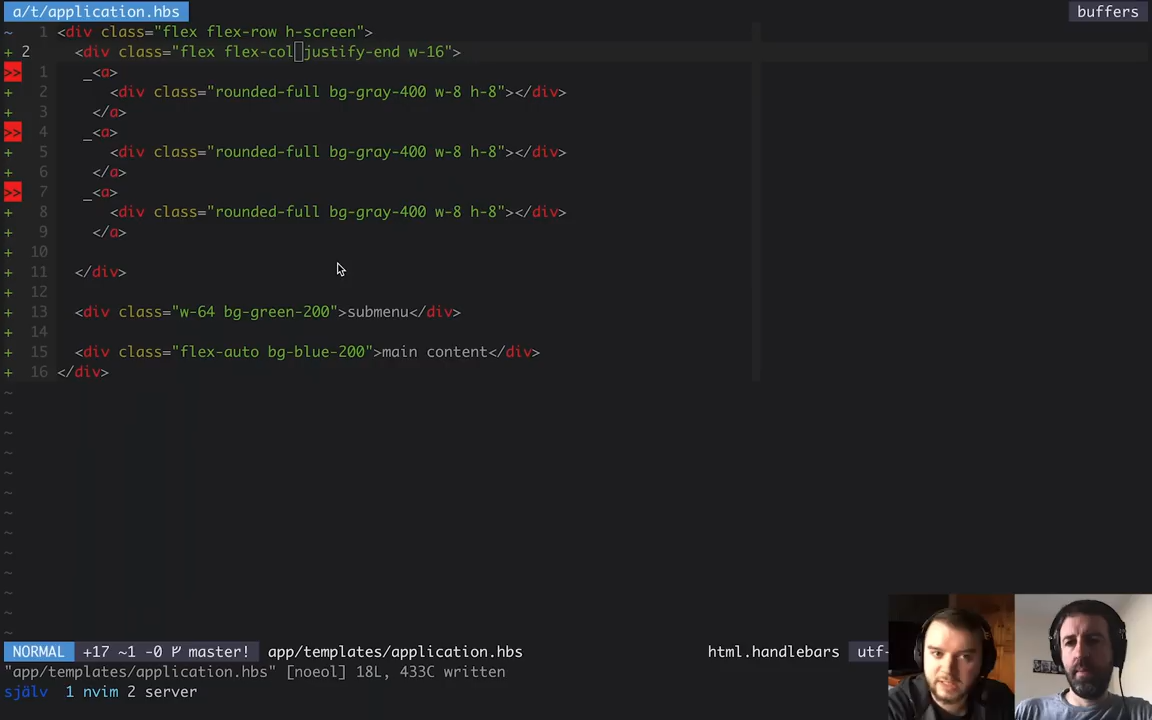 a/t/application.hbs buffers
~ 1 <div class="flex flex-row h-screen">
+ 2 <div class="flex flex-col justify-end w-16">
>> 1 _<a>
+ 2 <div class="rounded-full bg-gray-400 w-8 h-8"></div>
+ 3 </a>
>> 4 _<a>
+ 5 <div class="rounded-full bg-gray-400 w-8 h-8"></div>
+ 6 </a>
>> 7 _<a>
+ 8 <div class="rounded-full bg-gray-400 w-8 h-8"></div>
+ 9 </a>
+ 10
+ 11 </div>
+ 12
+ 13 <div class="w-64 bg-green-200">submenu</div>
+ 14
+ 15 <div class="flex-auto bg-blue-200">main content</div>
+ 16 </div>
~
~
~
~
~
~
~
~
~
~
~
~
~
NORMAL +17 ~1 -0 ᚠ master! app/templates/application.hbs html.handlebars utf-
"app/templates/application.hbs" [noeol] 18L, 433C written
själv 1 nvim 2 server